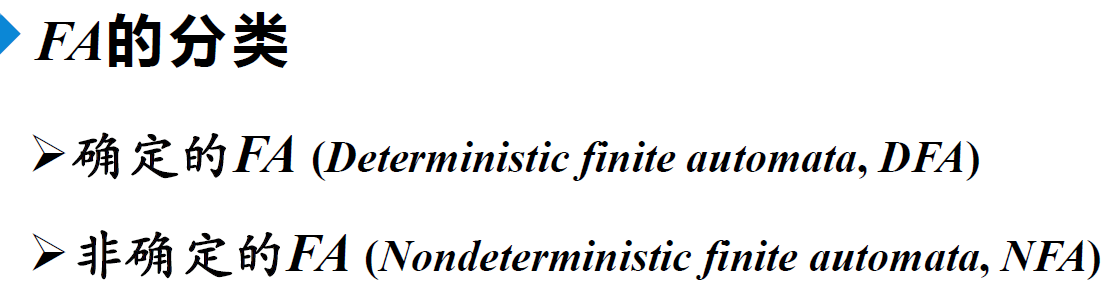 FA的分类
➢确定的FA (Deterministic finite automata, DFA)
➢非确定的FA (Nondeterministic finite automata, NFA)